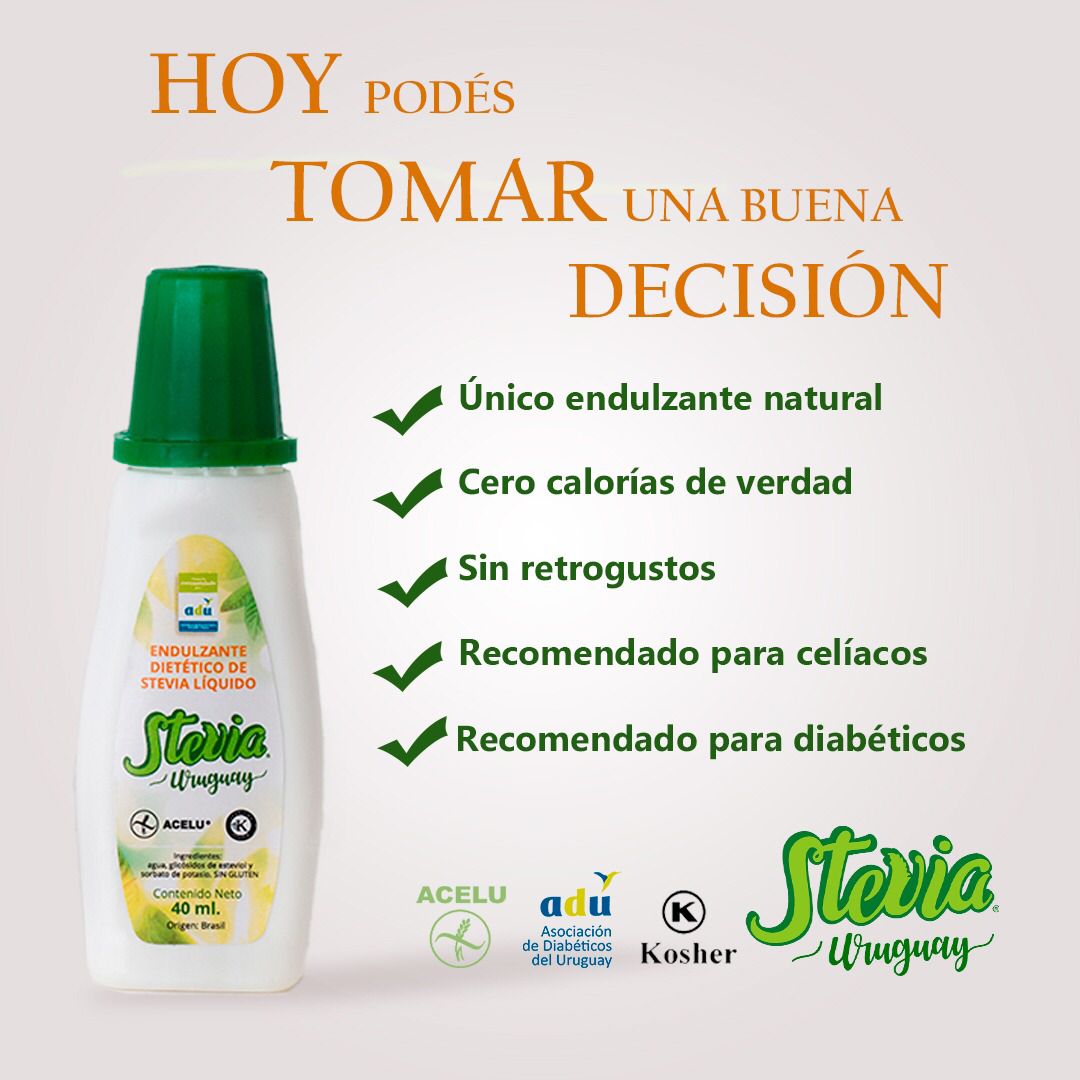 HOY PODÉS
TOMAR UNA BUENA
DECISIÓN
Único endulzante natural
Cero calorías de verdad
Sin retrogustos
Recomendado para celíacos
Recomendado para diabéticos
adu
ENDULZANTE
DIETÉTICO DE
STEVIA LÍQUIDO
Stevia
Uruguay
ACELU®
K
Ingredientes:
agua, glicósidos de esteviol y
sorbato de potasio. SIN GLUTEN
Contenido Neto
40 ml.
Origen: Brasil
ACELU
adu
Asociación
de Diabéticos
del Uruguay
K
Kosher
Stevia®
Uruguay